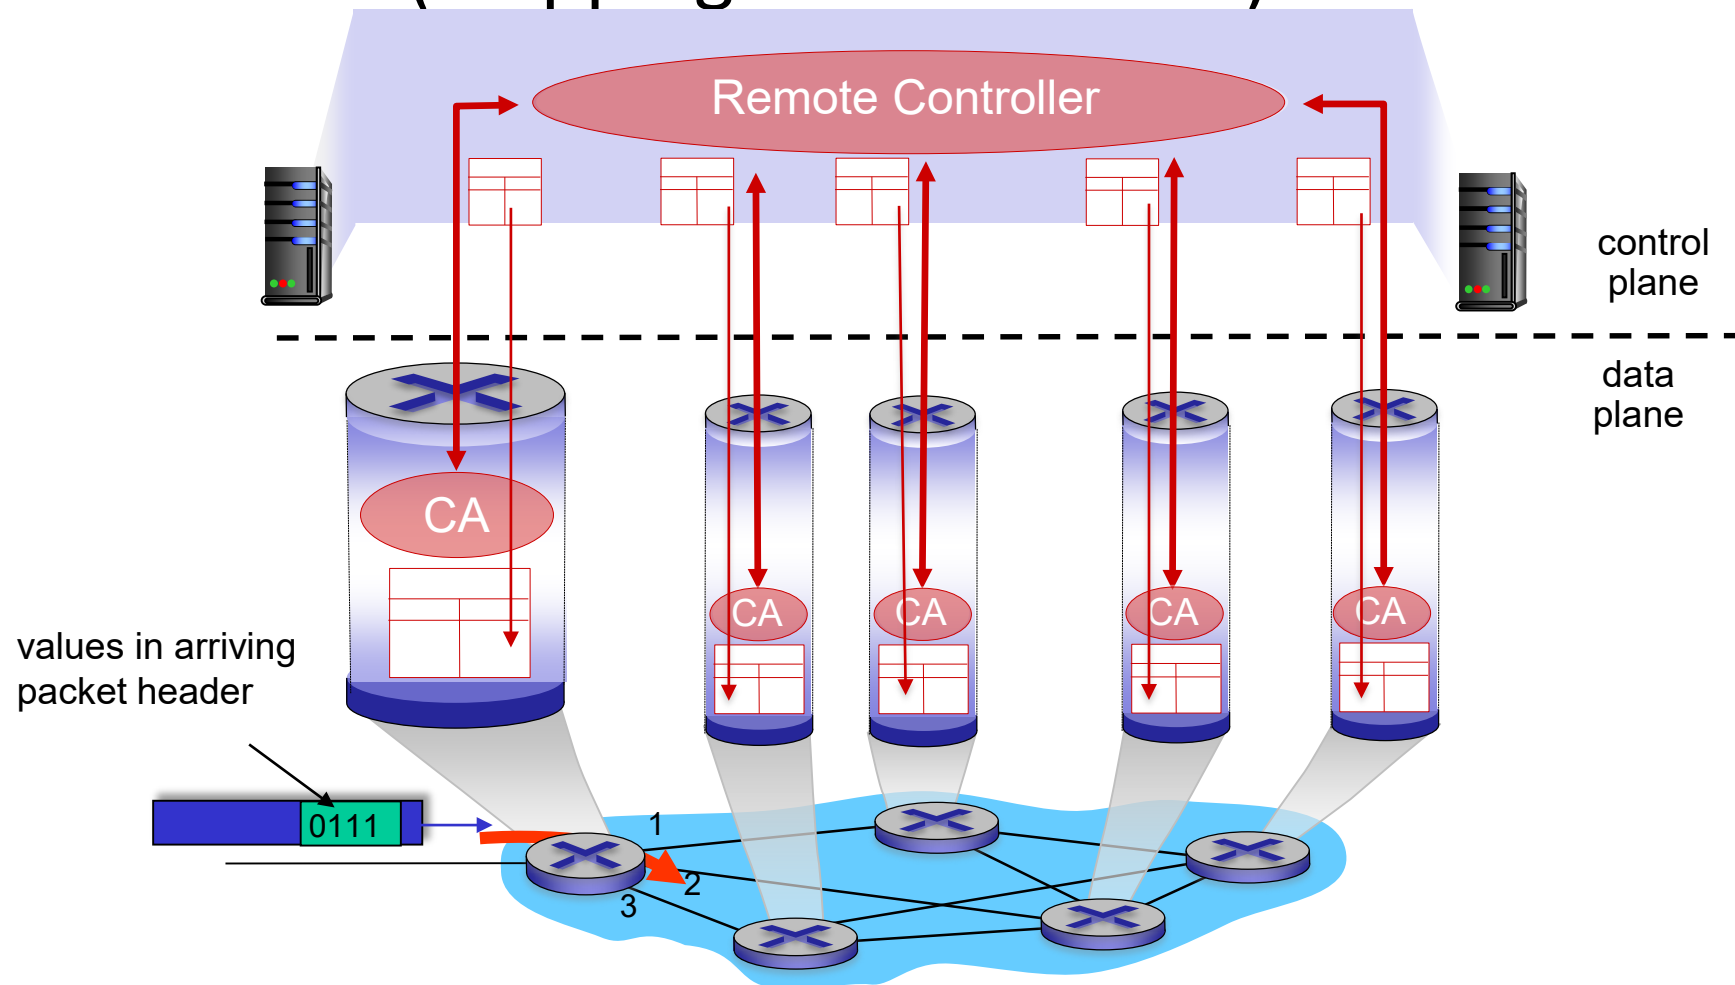 Remote Controller
control
plane
data
plane
CA
CA
CA
CA
CA
values in arriving
packet header
0111
1
2
3